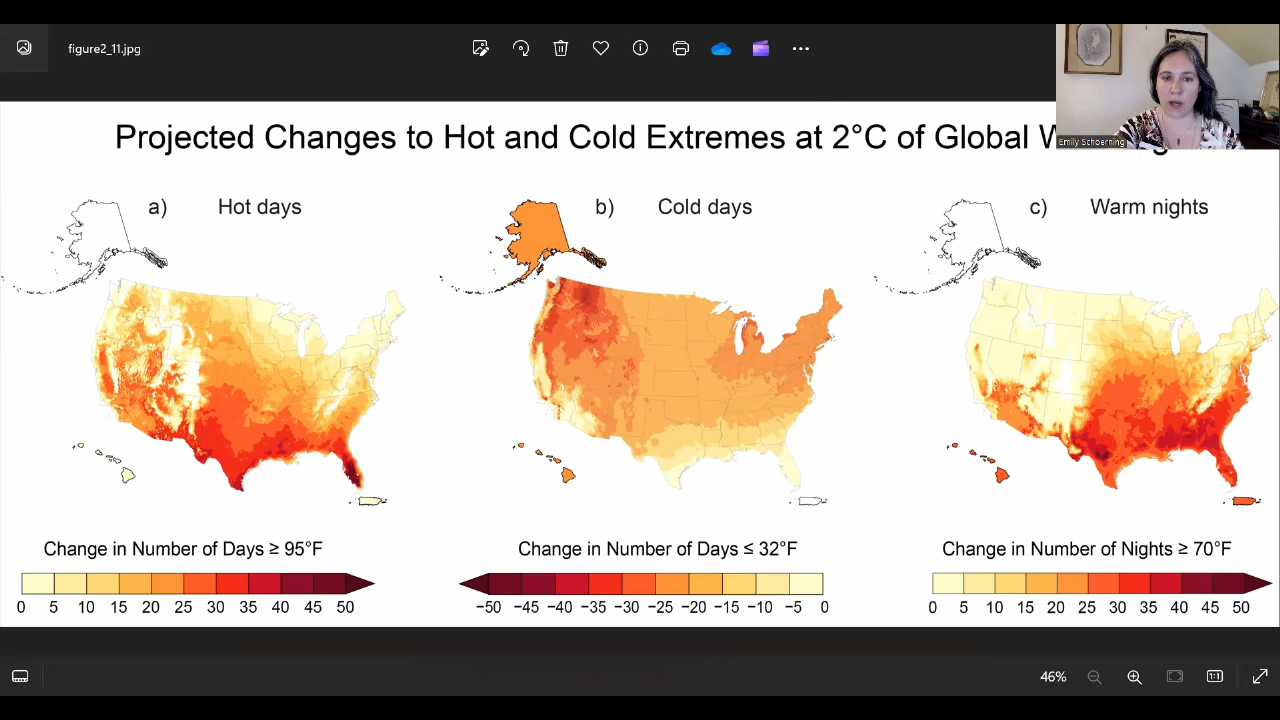 figure2_11.jpg
Emily Schoerning
Projected Changes to Hot and Cold Extremes at 2°C of Global
a) Hot days
b) Cold days
c) Warm nights
Change in Number of Days ≥ 95°F
0 5 10 15 20 25 30 35 40 45 50
Change in Number of Days ≤ 32°F
−50 −45 −40 −35 −30 −25 −20 −15 −10 −5 0
Change in Number of Nights ≥ 70°F
0 5 10 15 20 25 30 35 40 45 50
46%
1:1